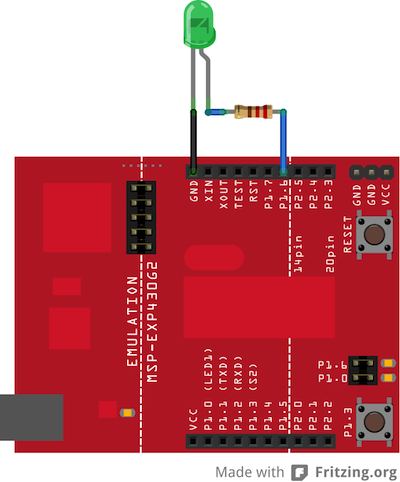 GND
XIN
XOUT
TEST
RST
P1.7
P1.6
P2.5
P2.4
P2.3
GND
GND
VCC
RESET
14pin
20pin
EMULATION
MSP-EXP430G2
P1.6
P1.0
P1.3
VCC
P1.0 (LED1)
P1.1 (TXD)
P1.2 (RXD)
P1.3 (S2)
P1.4
P1.5
P2.0
P2.1
P2.2
Made with Fritzing.org